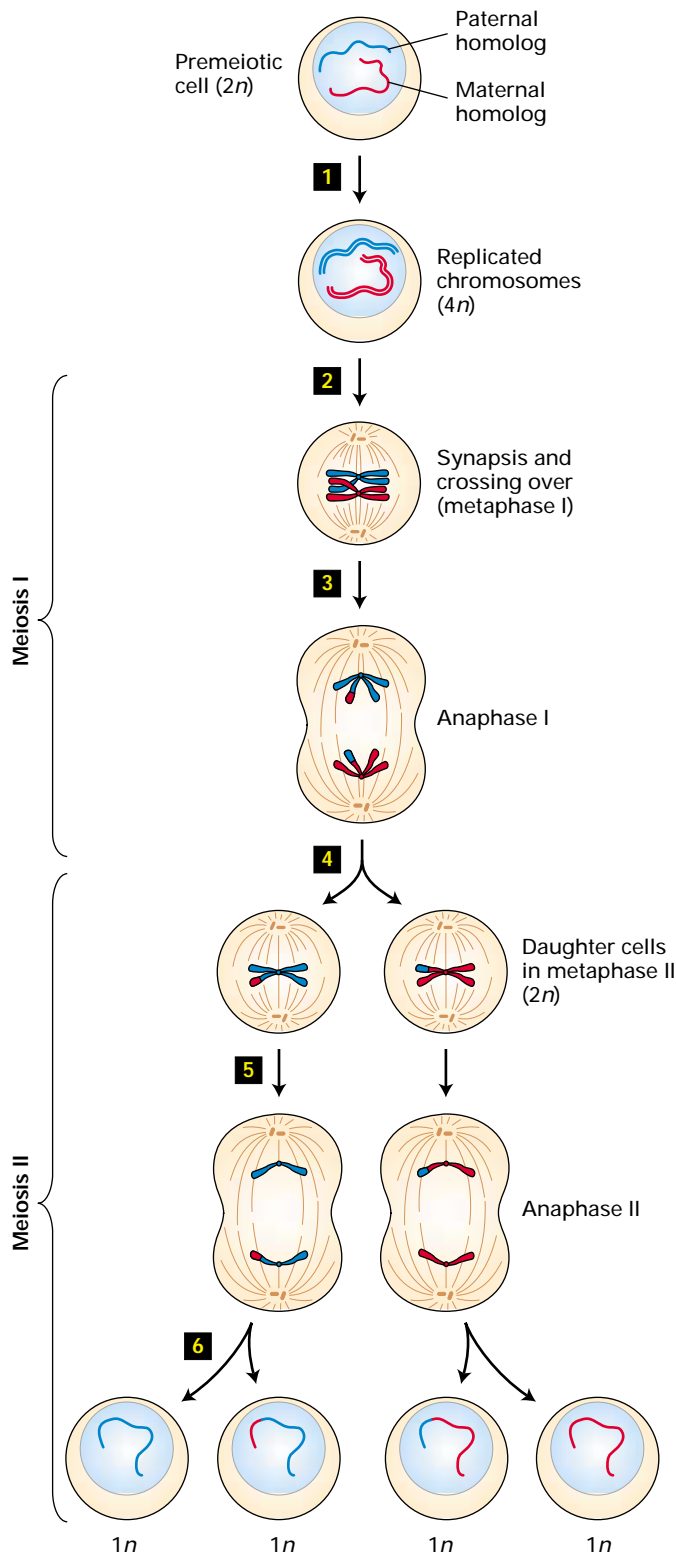 Premeiotic
cell (2n)
Paternal
homolog
Maternal
homolog
1
Replicated
chromosomes
(4n)
2
Meiosis I
Synapsis and
crossing over
(metaphase I)
3
Anaphase I
4
Meiosis II
Daughter cells
in metaphase II
(2n)
5
Anaphase II
6
1n
1n
1n
1n